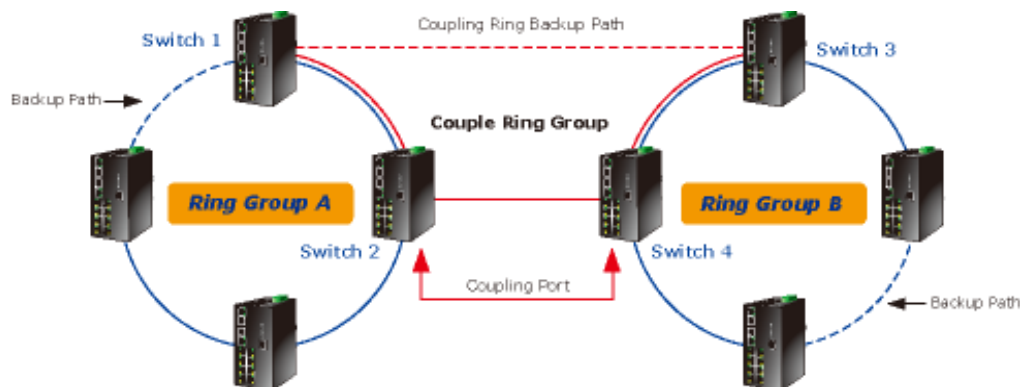 Switch 1
Coupling Ring Backup Path
Switch 3
Backup Path
Couple Ring Group
Ring Group A
Ring Group B
Switch 2
Switch 4
Coupling Port
Backup Path